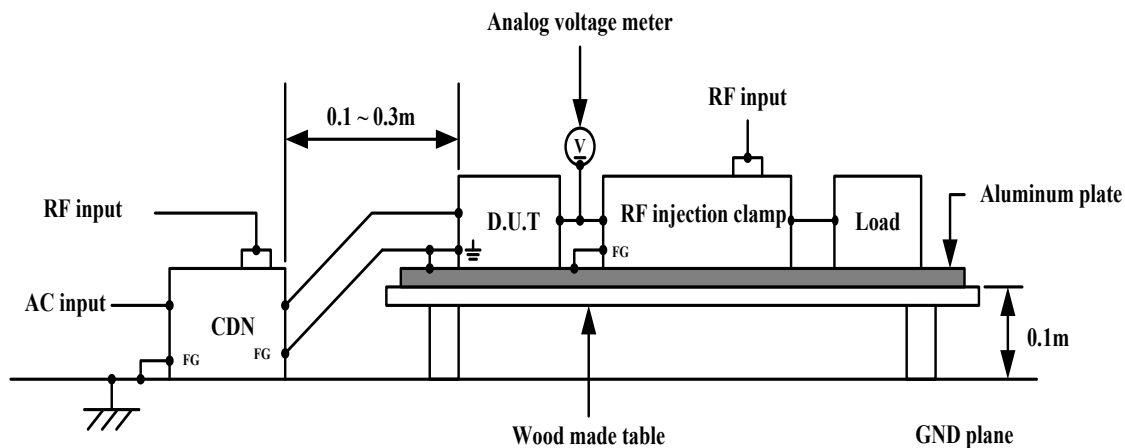 Analog voltage meter
RF input
0.1 ~ 0.3m
V
Aluminum plate
RF input
D.U.T
RF injection clamp
Load
FG
AC input
CDN
FG
FG
0.1m
Wood made table
GND plane